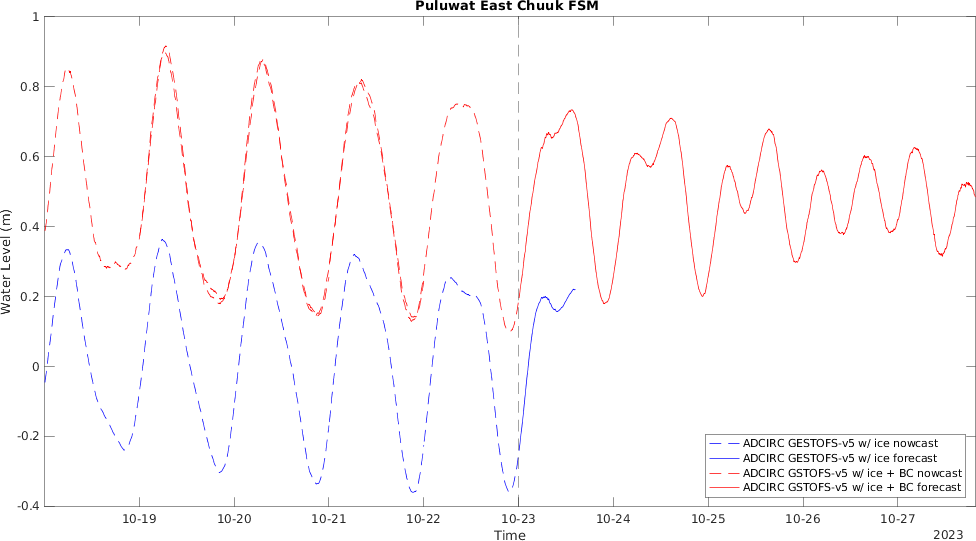 Puluwat East Chuuk FSM
Water Level (m)
1
0.8
0.6
0.4
0.2
0
-0.2
-0.4
ADCIRC GESTOFS-v5 w/ ice nowcast
ADCIRC GESTOFS-v5 w/ ice forecast
ADCIRC GSTOFS-v5 w/ ice + BC nowcast
ADCIRC GSTOFS-v5 w/ ice + BC forecast
10-19 10-20 10-21 10-22 10-23 10-24 10-25 10-26 10-27
Time
2023